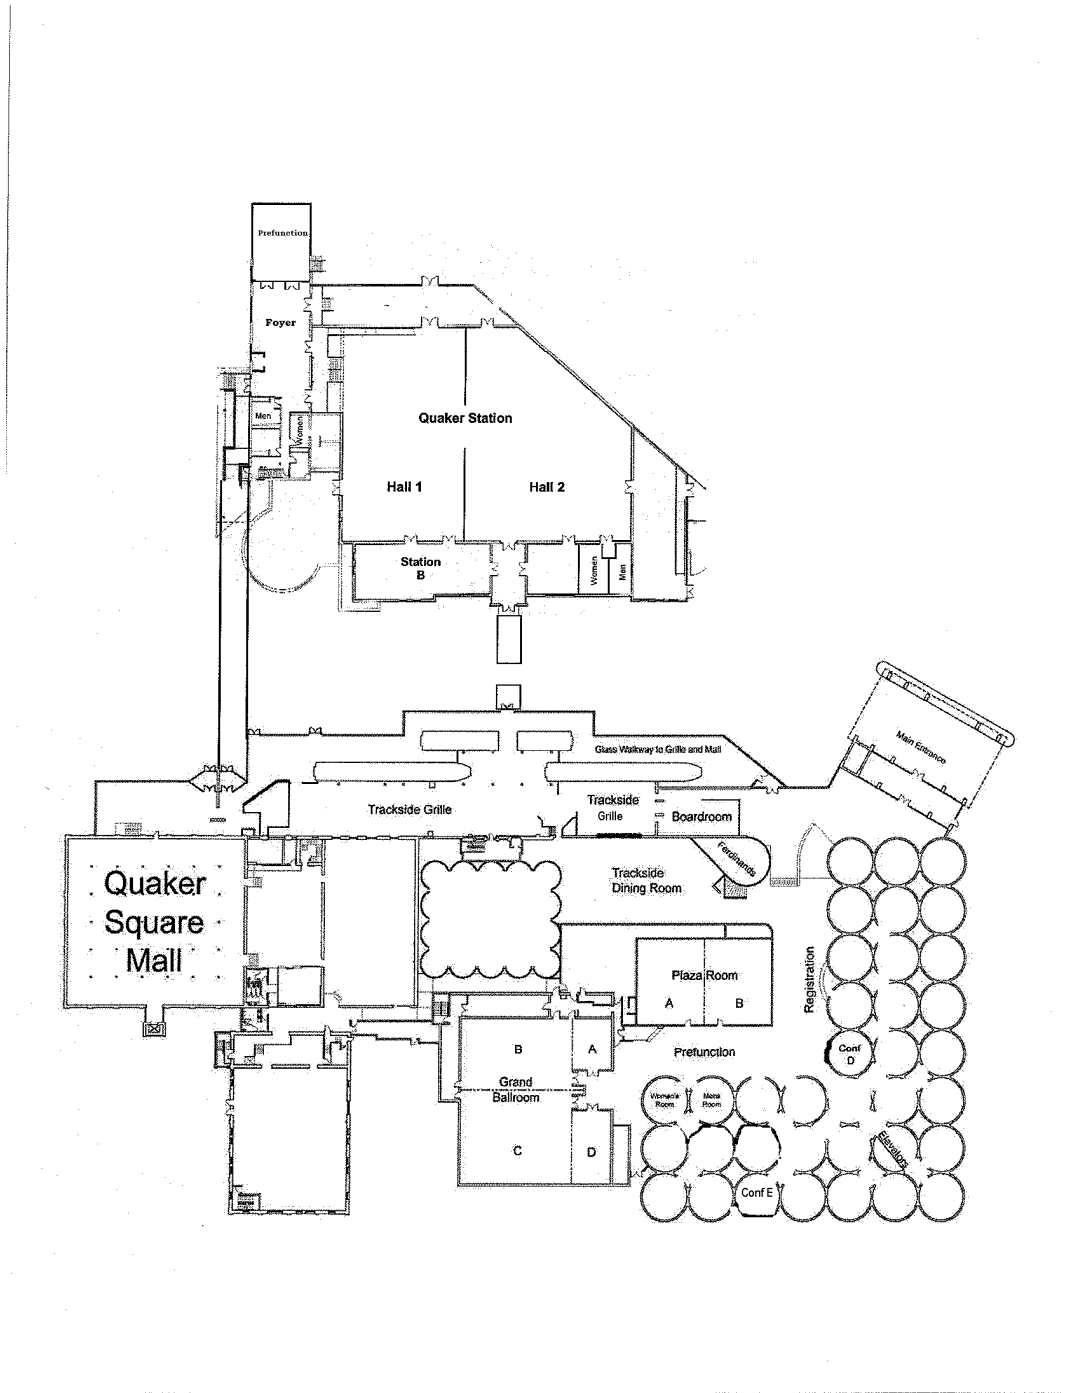 Prefunction
Foyer
Men
Women
Quaker Station
Hall 1
Hall 2
Station
B
Women
Men
Main Entrance
Glass Walkway to Grille and Mall
Trackside Grille
Trackside
Grille
Boardroom
Ferdinands
Trackside
Dining Room
Quaker
Square
Mall
Plaza Room
A
B
Registration
Prefunction
Conf
D
B
A
Grand
Ballroom
C
D
Women's
Room
Mens
Room
Elevators
Conf E